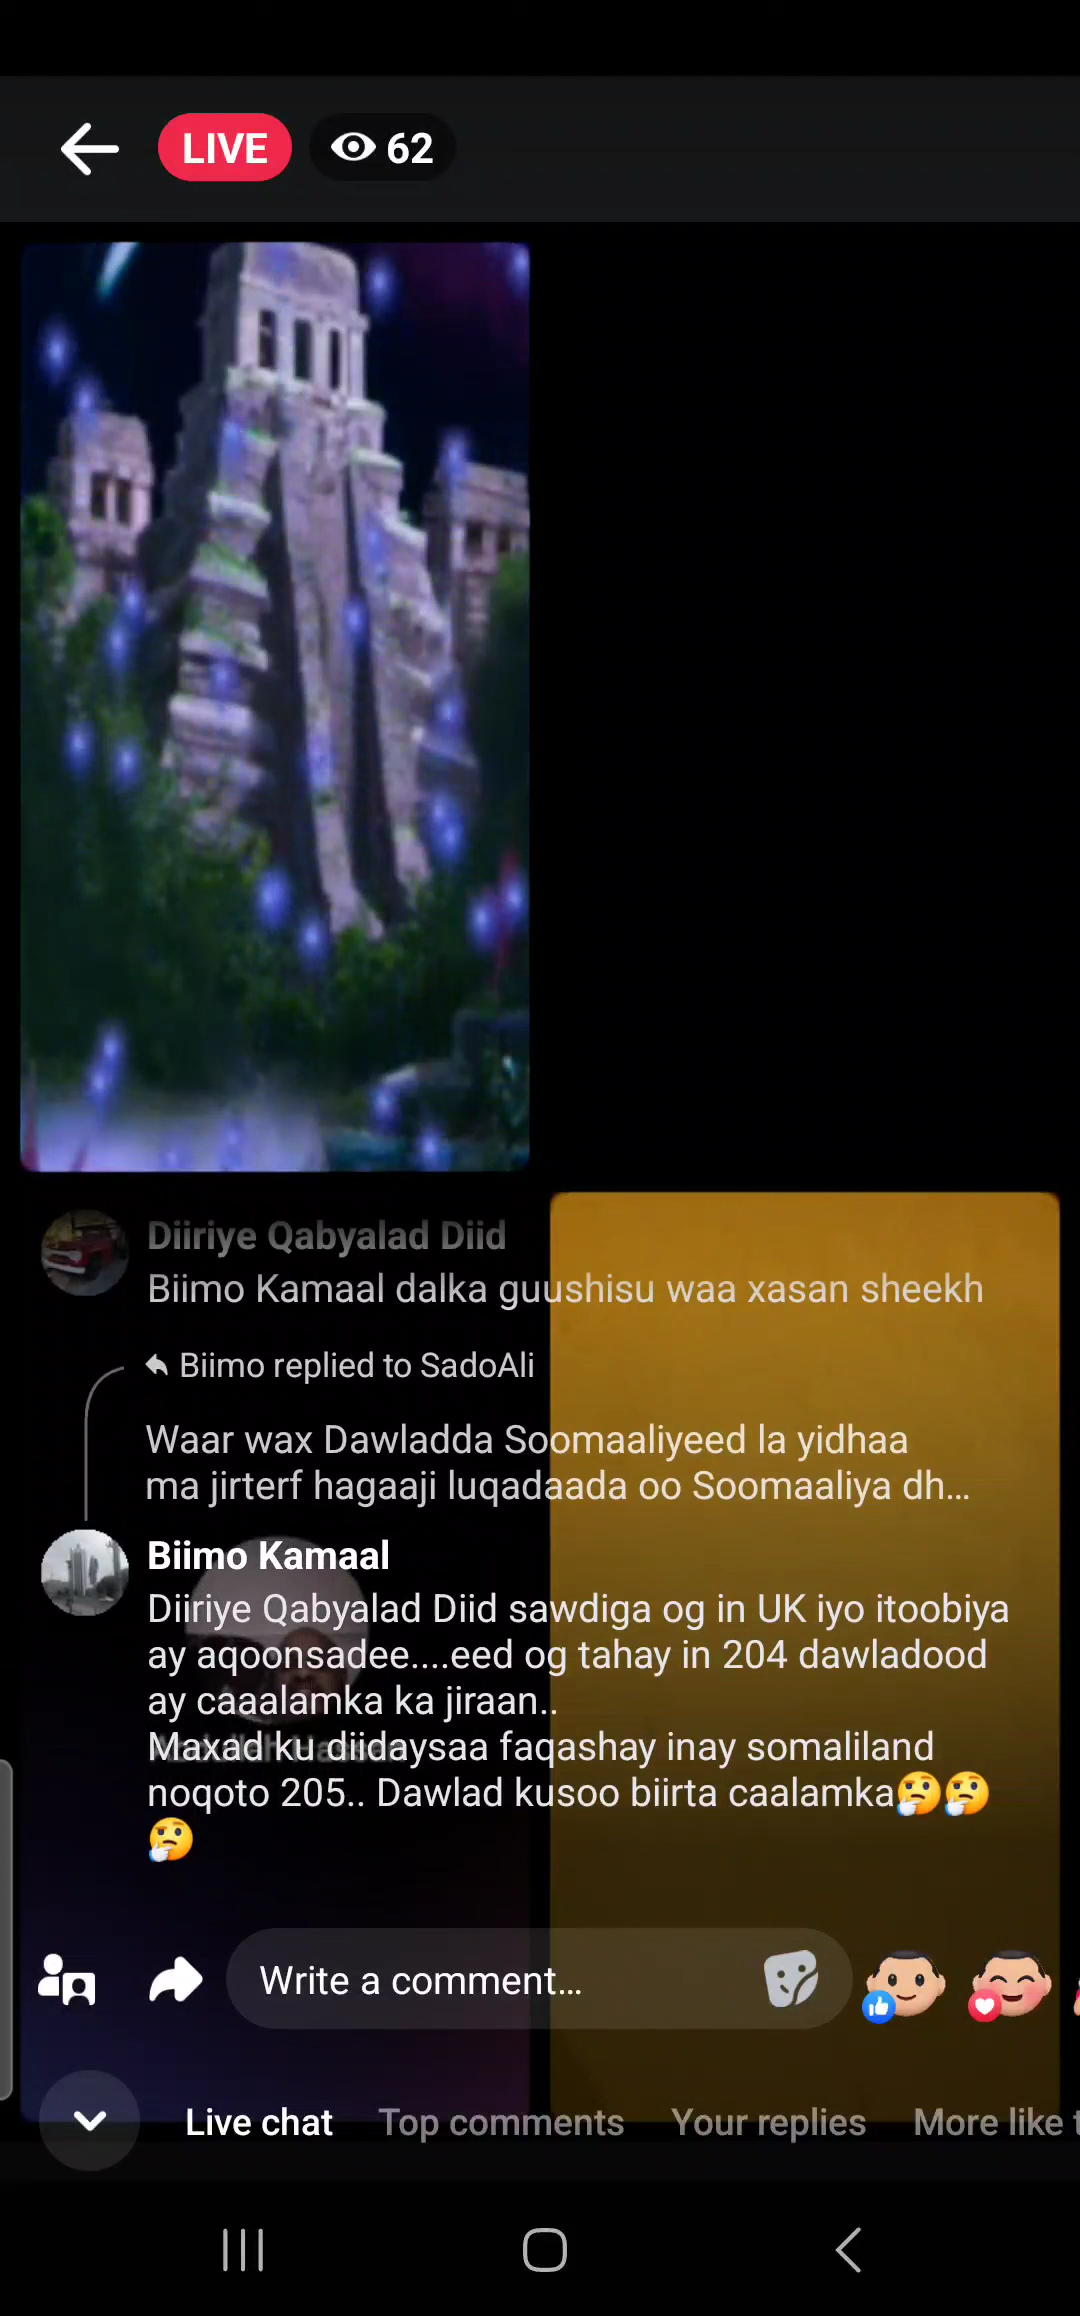 LIVE
62
Diiriye Qabyalad Diid
Biimo Kamaal dalka guushisu waa xasan sheekh
Biimo replied to SadoAli
Waar wax Dawladda Soomaaliyeed la yidhaa
ma jirterf hagaaji luqadaada oo Soomaaliya dh...
Biimo Kamaal
Diiriye Qabyalad Diid sawdiga og in UK iyo itoobiya
ay aqoonsadee....eed og tahay in 204 dawladood
ay caaalamka ka jiraan..
Maxad ku diidaysaa faqashay inay somaliland
noqoto 205.. Dawlad kusoo biirta caalamka🤔🤔
🤔
Write a comment...
Live chat Top comments Your replies More like